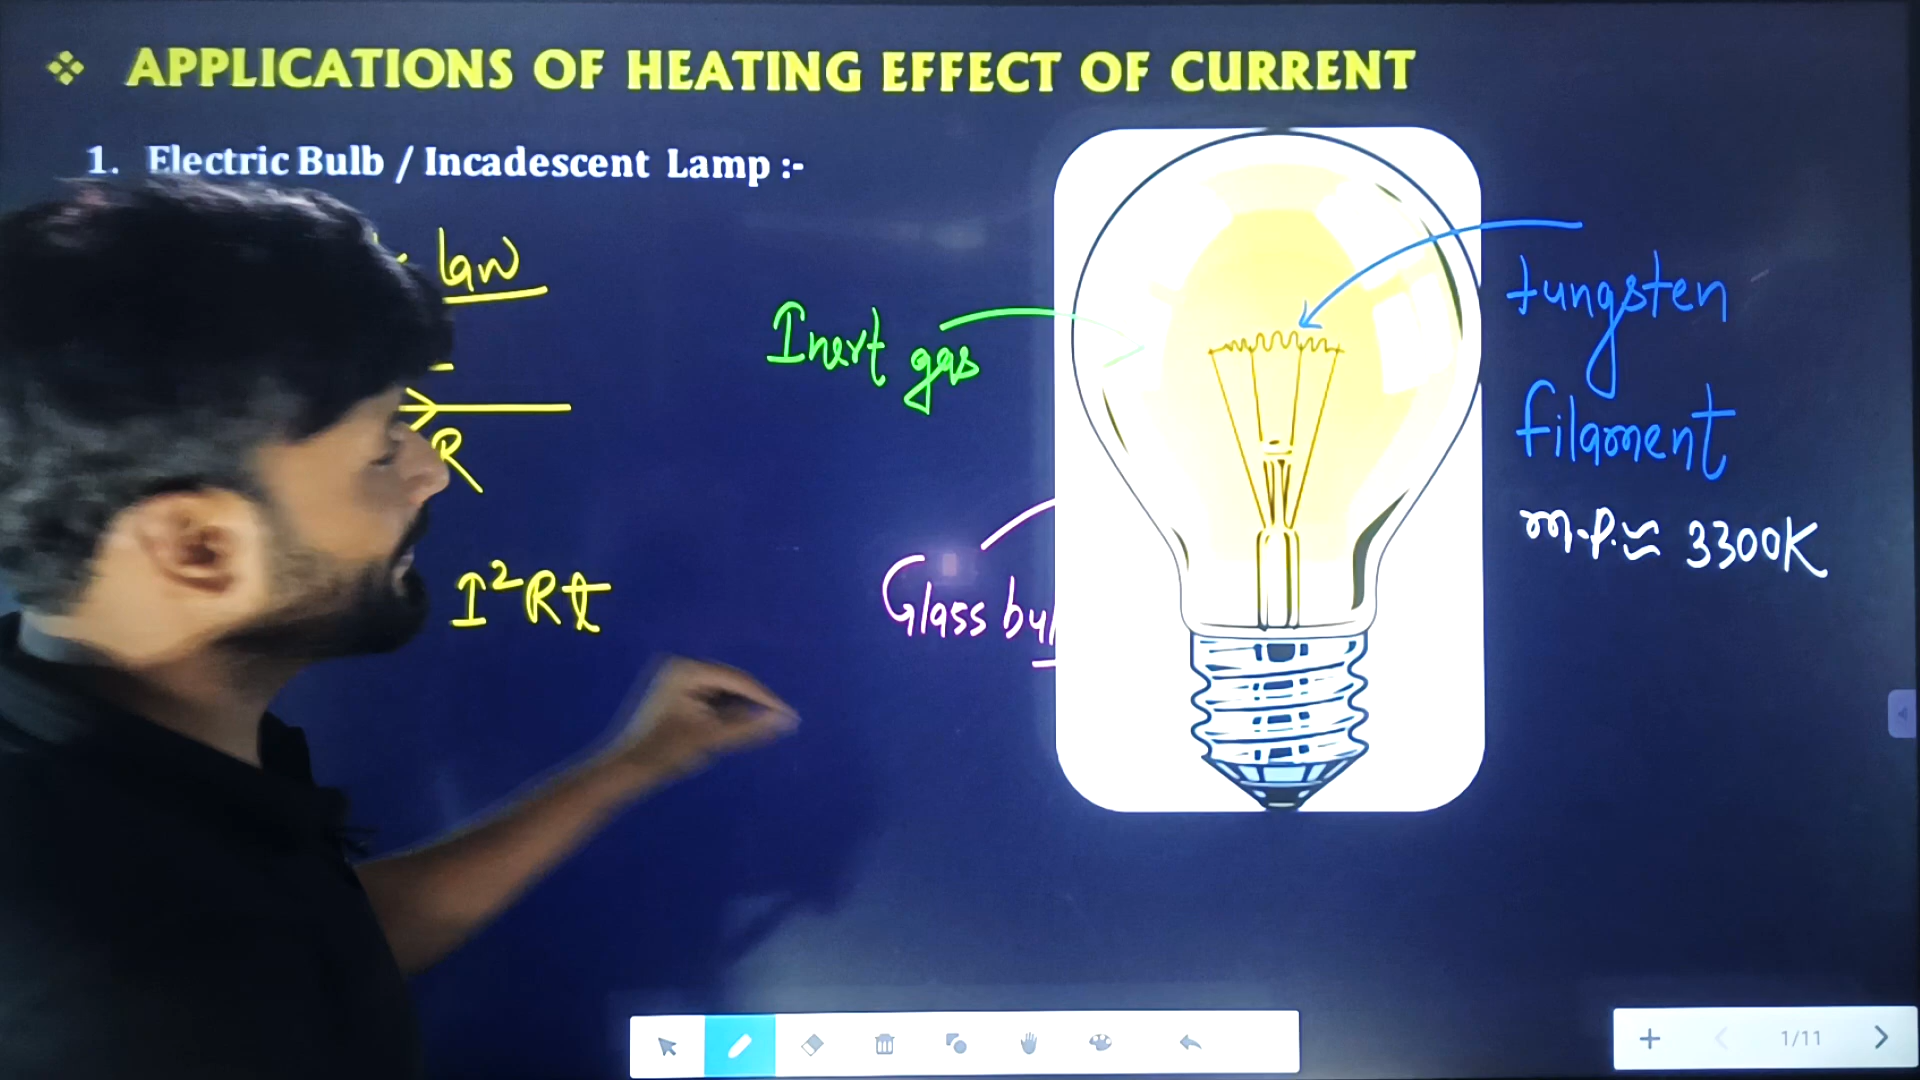 ❖ APPLICATIONS OF HEATING EFFECT OF CURRENT
1. Electric Bulb / Incadescent Lamp :-
law
R
I²Rt
Inert gas
Glass
tungsten
filament
m.p. ≈ 3300K
1/11